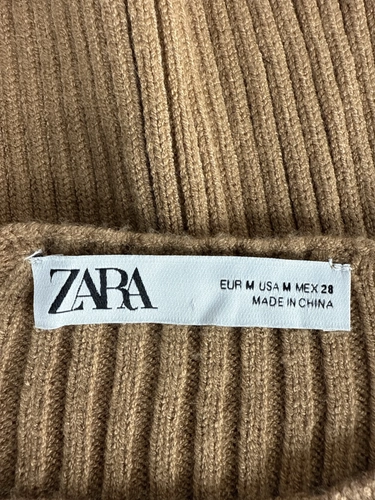 ZARA
EUR M USA M MEX 28
MADE IN CHINA